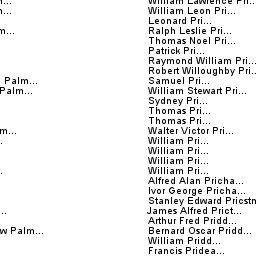 William Lawrence Pri...
... William Leon Pri...
Leonard Pri...
m... Ralph Leslie Pri...
Thomas Noel Pri...
Patrick Pri...
Raymond William Pri...
Robert Willoughby Pri...
Palm... Samuel Pri...
Palm... William Stewart Pri...
Sydney Pri...
Thomas Pri...
Thomas Pri...
m... Walter Victor Pri...
William Pri...
William Pri...
William Pri...
William Pri...
Alfred Alan Pricha...
Ivor George Pricha...
Stanley Edward Pricstn
... James Alfred Prict...
Arthur Fred Pridd...
w Palm... Bernard Oscar Pridd...
William Pridd...
Francis Pridea...